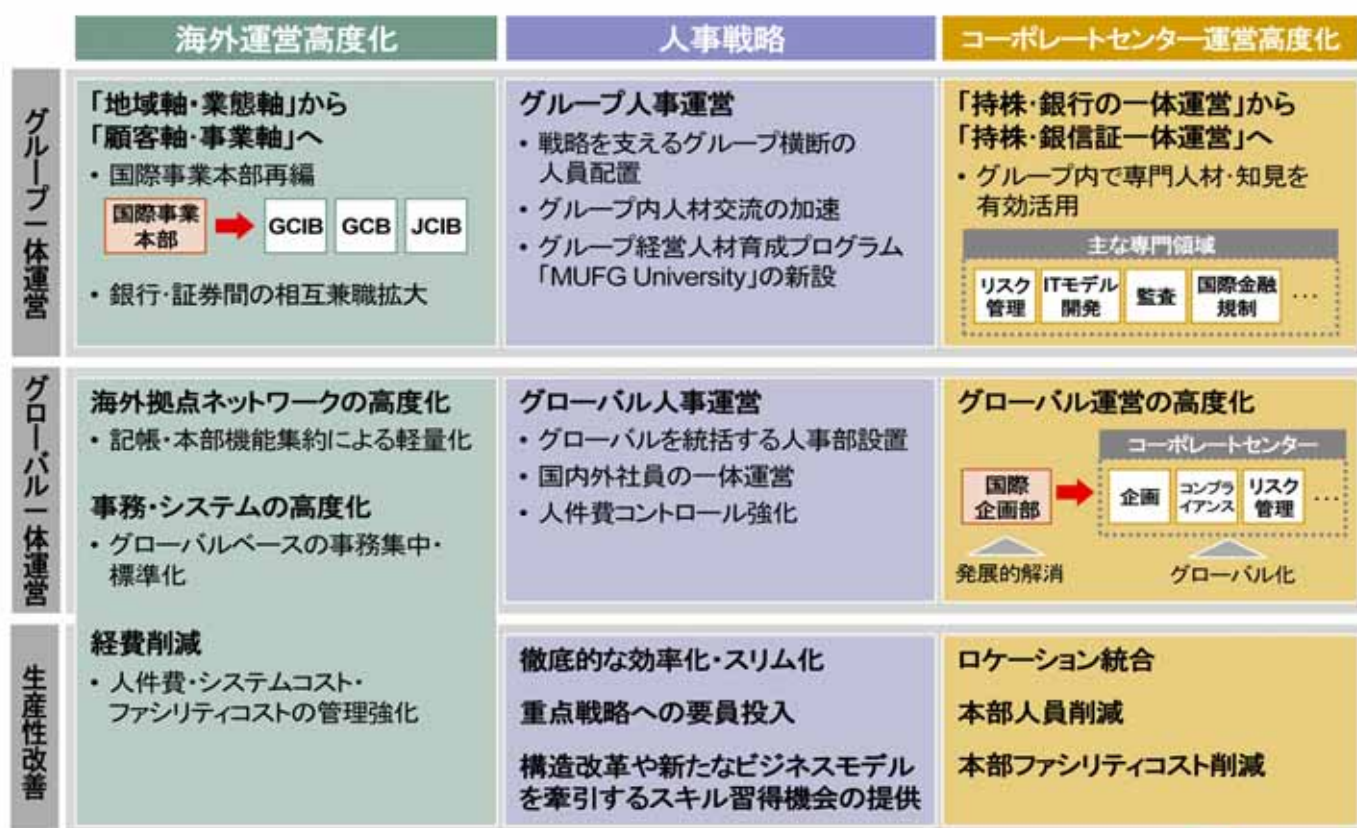 海外運営高度化
人事戦略
コーポレートセンター運営高度化
グループ一体運営
「地域軸・業態軸」から
「顧客軸・事業軸」へ
・国際事業本部再編
国際事業
本部
GCIB
GCB
JCIB
・銀行・証券間の相互兼職拡大
グループ人事運営
・戦略を支えるグループ横断の
人員配置
・グループ内人材交流の加速
・グループ経営人材育成プログラム
「MUFG University」の新設
「持株・銀行の一体運営」から
「持株・銀信証一体運営」へ
・グループ内で専門人材・知見を
有効活用
主な専門領域
リスク
管理
ITモデル
開発
監査
国際金融
規制
…
グローバル一体運営
海外拠点ネットワークの高度化
・記帳・本部機能集約による軽量化
事務・システムの高度化
・グローバルベースの事務集中・
標準化
グローバル人事運営
・グローバルを統括する人事部設置
・国内外社員の一体運営
・人件費コントロール強化
グローバル運営の高度化
コーポレートセンター
国際
企画部
企画
コンプラ
イアンス
リスク
管理
…
発展的解消
グローバル化
生産性改善
経費削減
・人件費・システムコスト・
ファシリティコストの管理強化
徹底的な効率化・スリム化
重点戦略への要員投入
構造改革や新たなビジネスモデル
を牽引するスキル習得機会の提供
ロケーション統合
本部人員削減
本部ファシリティコスト削減